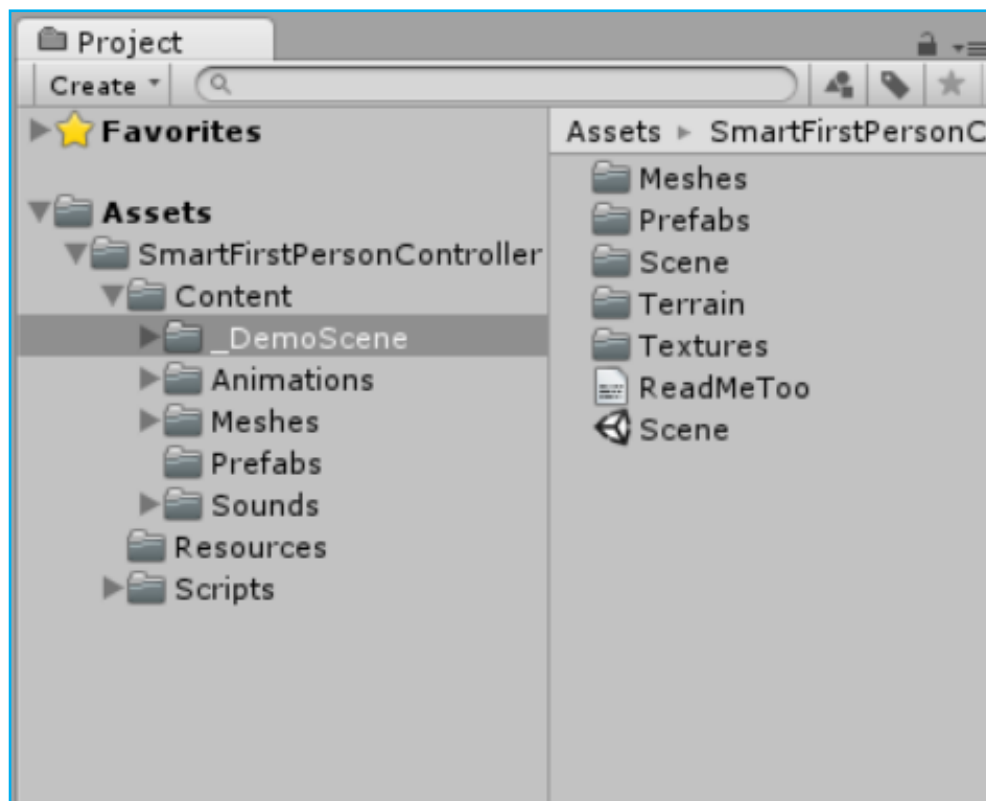 Project
Create
Favorites
Assets
SmartFirstPersonController
Content
_DemoScene
Animations
Meshes
Prefabs
Sounds
Resources
Scripts
Assets ▸ SmartFirstPersonC
Meshes
Prefabs
Scene
Terrain
Textures
ReadMeToo
Scene